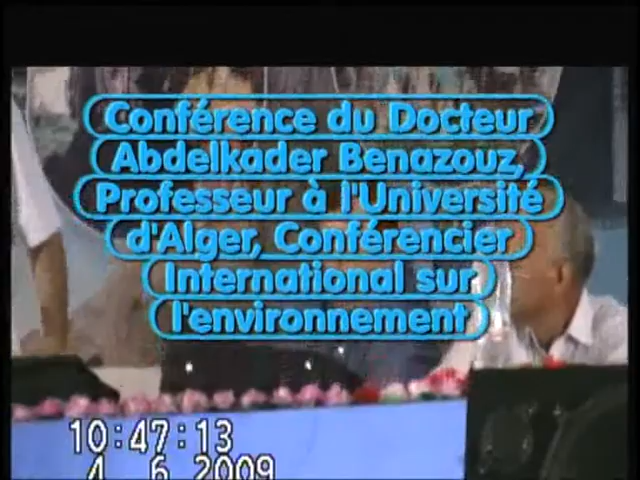 Conférence du Docteur
Abdelkader Benazouz,
Professeur à l'Université
d'Alger, Conférencier
International sur
l'environnement
10:47:13
4. 6.2009